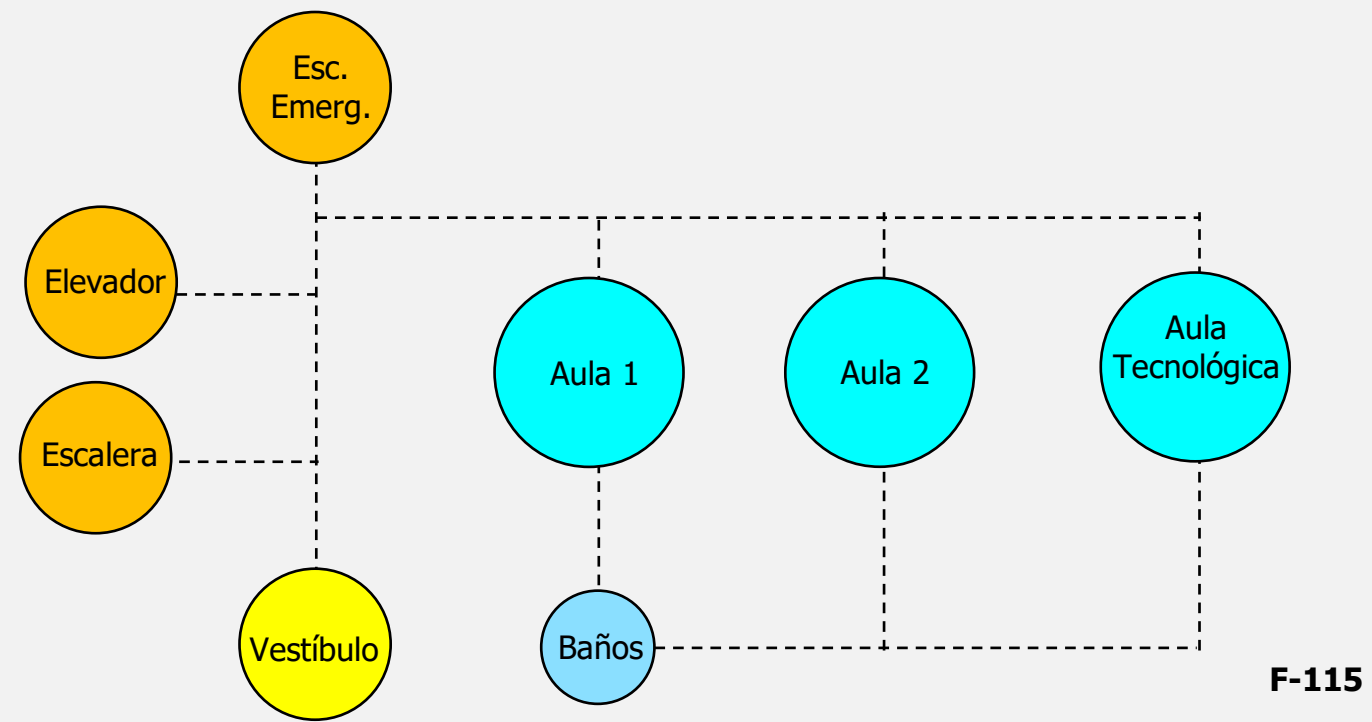 Esc.
Emerg.
Elevador
Aula 1
Aula 2
Aula
Tecnológica
Escalera
Vestíbulo
Baños
F-115